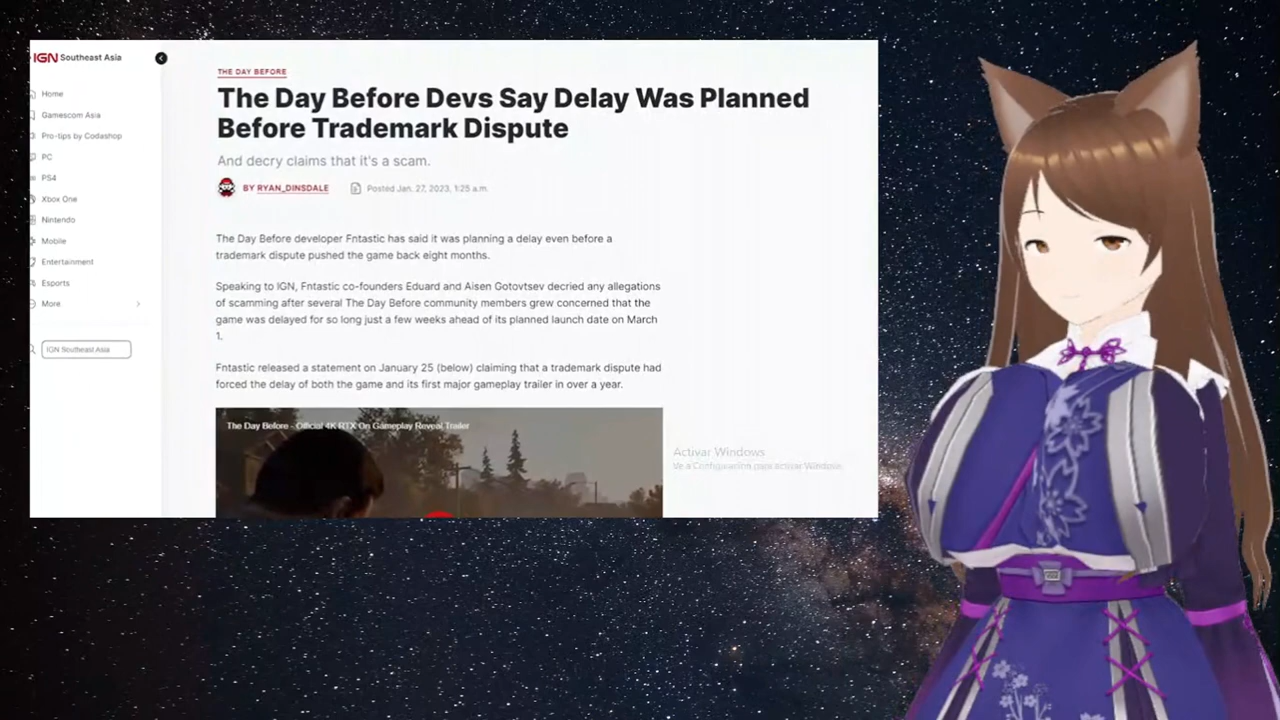 IGN Southeast Asia
Home
Gamescom Asia
Pro-tips by Codashop
PC
PS4
Xbox One
Nintendo
Mobile
Entertainment
Esports
More
IGN Southeast Asia
THE DAY BEFORE
The Day Before Devs Say Delay Was Planned
Before Trademark Dispute
And decry claims that it's a scam.
BY RYAN_DINSDALE
Posted Jan. 27, 2023, 1:25 a.m.
The Day Before developer Fntastic has said it was planning a delay even before a
trademark dispute pushed the game back eight months.
Speaking to IGN, Fntastic co-founders Eduard and Aisen Gotovtsev decried any allegations
of scamming after several The Day Before community members grew concerned that the
game was delayed for so long just a few weeks ahead of its planned launch date on March
1.
Fntastic released a statement on January 25 (below) claiming that a trademark dispute had
forced the delay of both the game and its first major gameplay trailer in over a year.
The Day Before - Official 4K RTX On Gameplay Reveal Trailer
Activar Windows
Ve a Configuración para activar Windows.